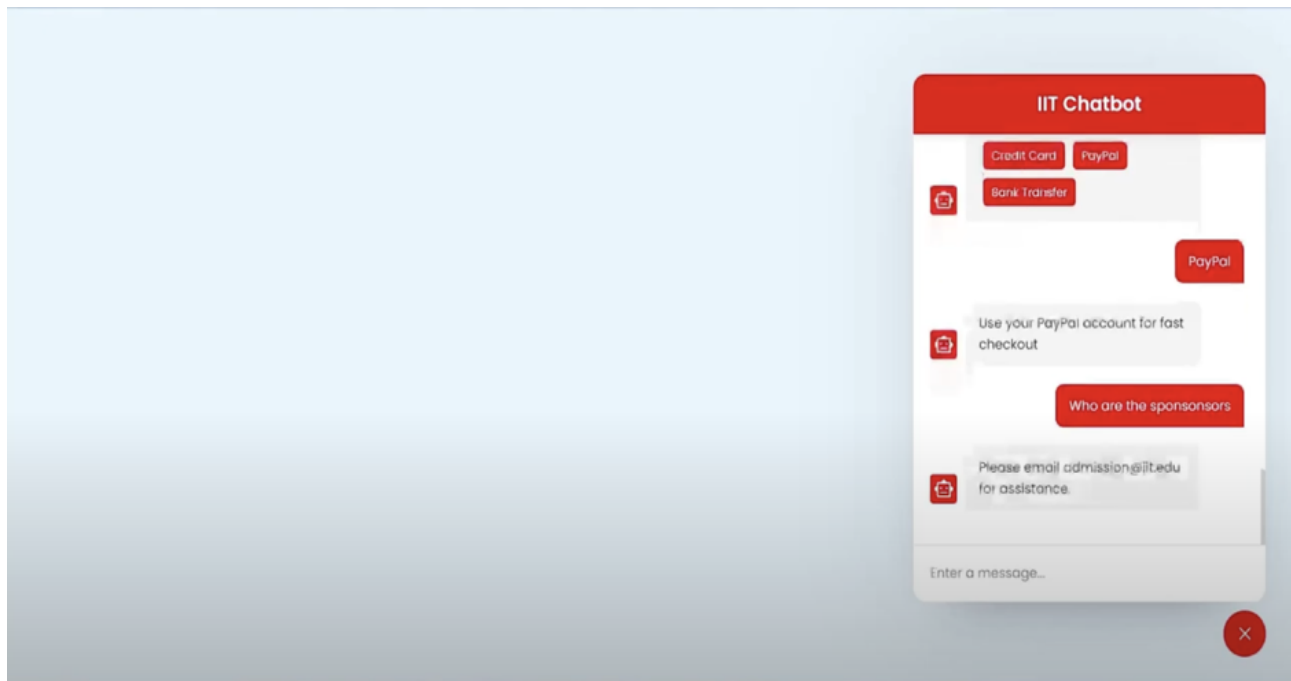 IIT Chatbot
Credit Card PayPal
Bank Transfer
PayPal
Use your PayPal account for fast
checkout
Who are the sponsonsors
Please email admission@iit.edu
for assistance.
Enter a message...